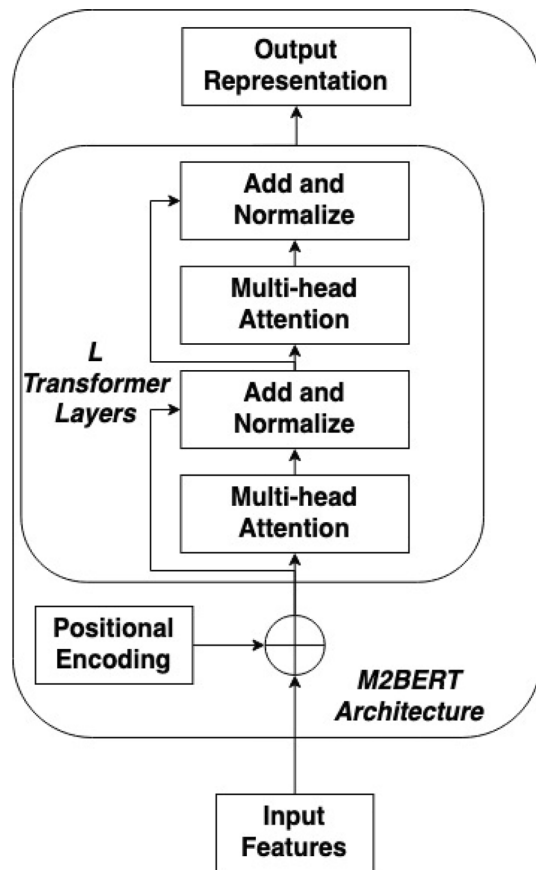 Output
Representation
Add and
Normalize
Multi-head
Attention
L
Transformer
Layers
Add and
Normalize
Multi-head
Attention
Positional
Encoding
M2BERT
Architecture
Input
Features